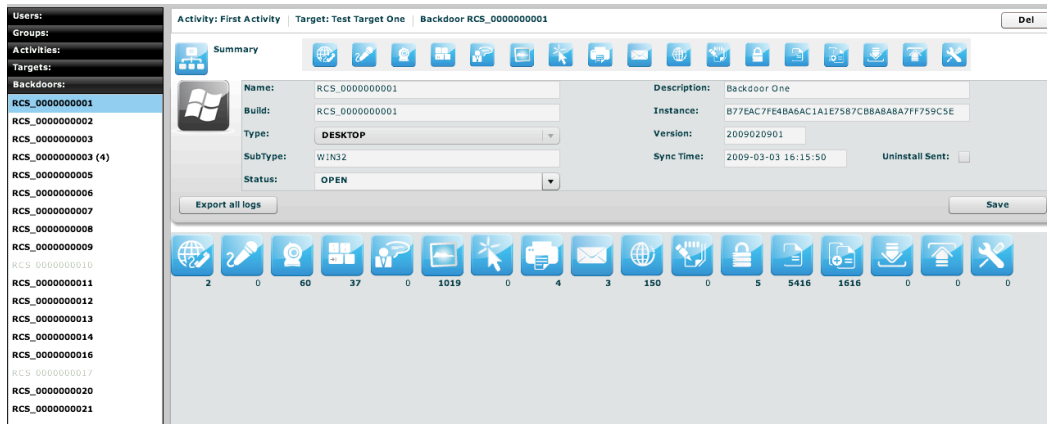 Users:
Groups:
Activities:
Targets:
Backdoors:
RCS_0000000001
RCS_0000000002
RCS_0000000003
RCS_0000000003 (4)
RCS_0000000005
RCS_0000000006
RCS_0000000007
RCS_0000000008
RCS_0000000009
RCS_0000000010
RCS_0000000011
RCS_0000000012
RCS_0000000013
RCS_0000000014
RCS_0000000016
RCS_0000000017
RCS_0000000020
RCS_0000000021
Activity: First Activity | Target: Test Target One | Backdoor RCS_0000000001
Del
Summary
Name: RCS_0000000001
Build: RCS_0000000001
Type: DESKTOP
SubType: WIN32
Status: OPEN
Description: Backdoor One
Instance: B77EAC7FE4BA6AC1A1E7587CB8A8A8A7FF759C5E
Version: 2009020901
Sync Time: 2009-03-03 16:15:50 Uninstall Sent:
Export all logs
Save
2 0 60 37 0 1019 0 4 3 150 0 5 5416 1616 0 0 0